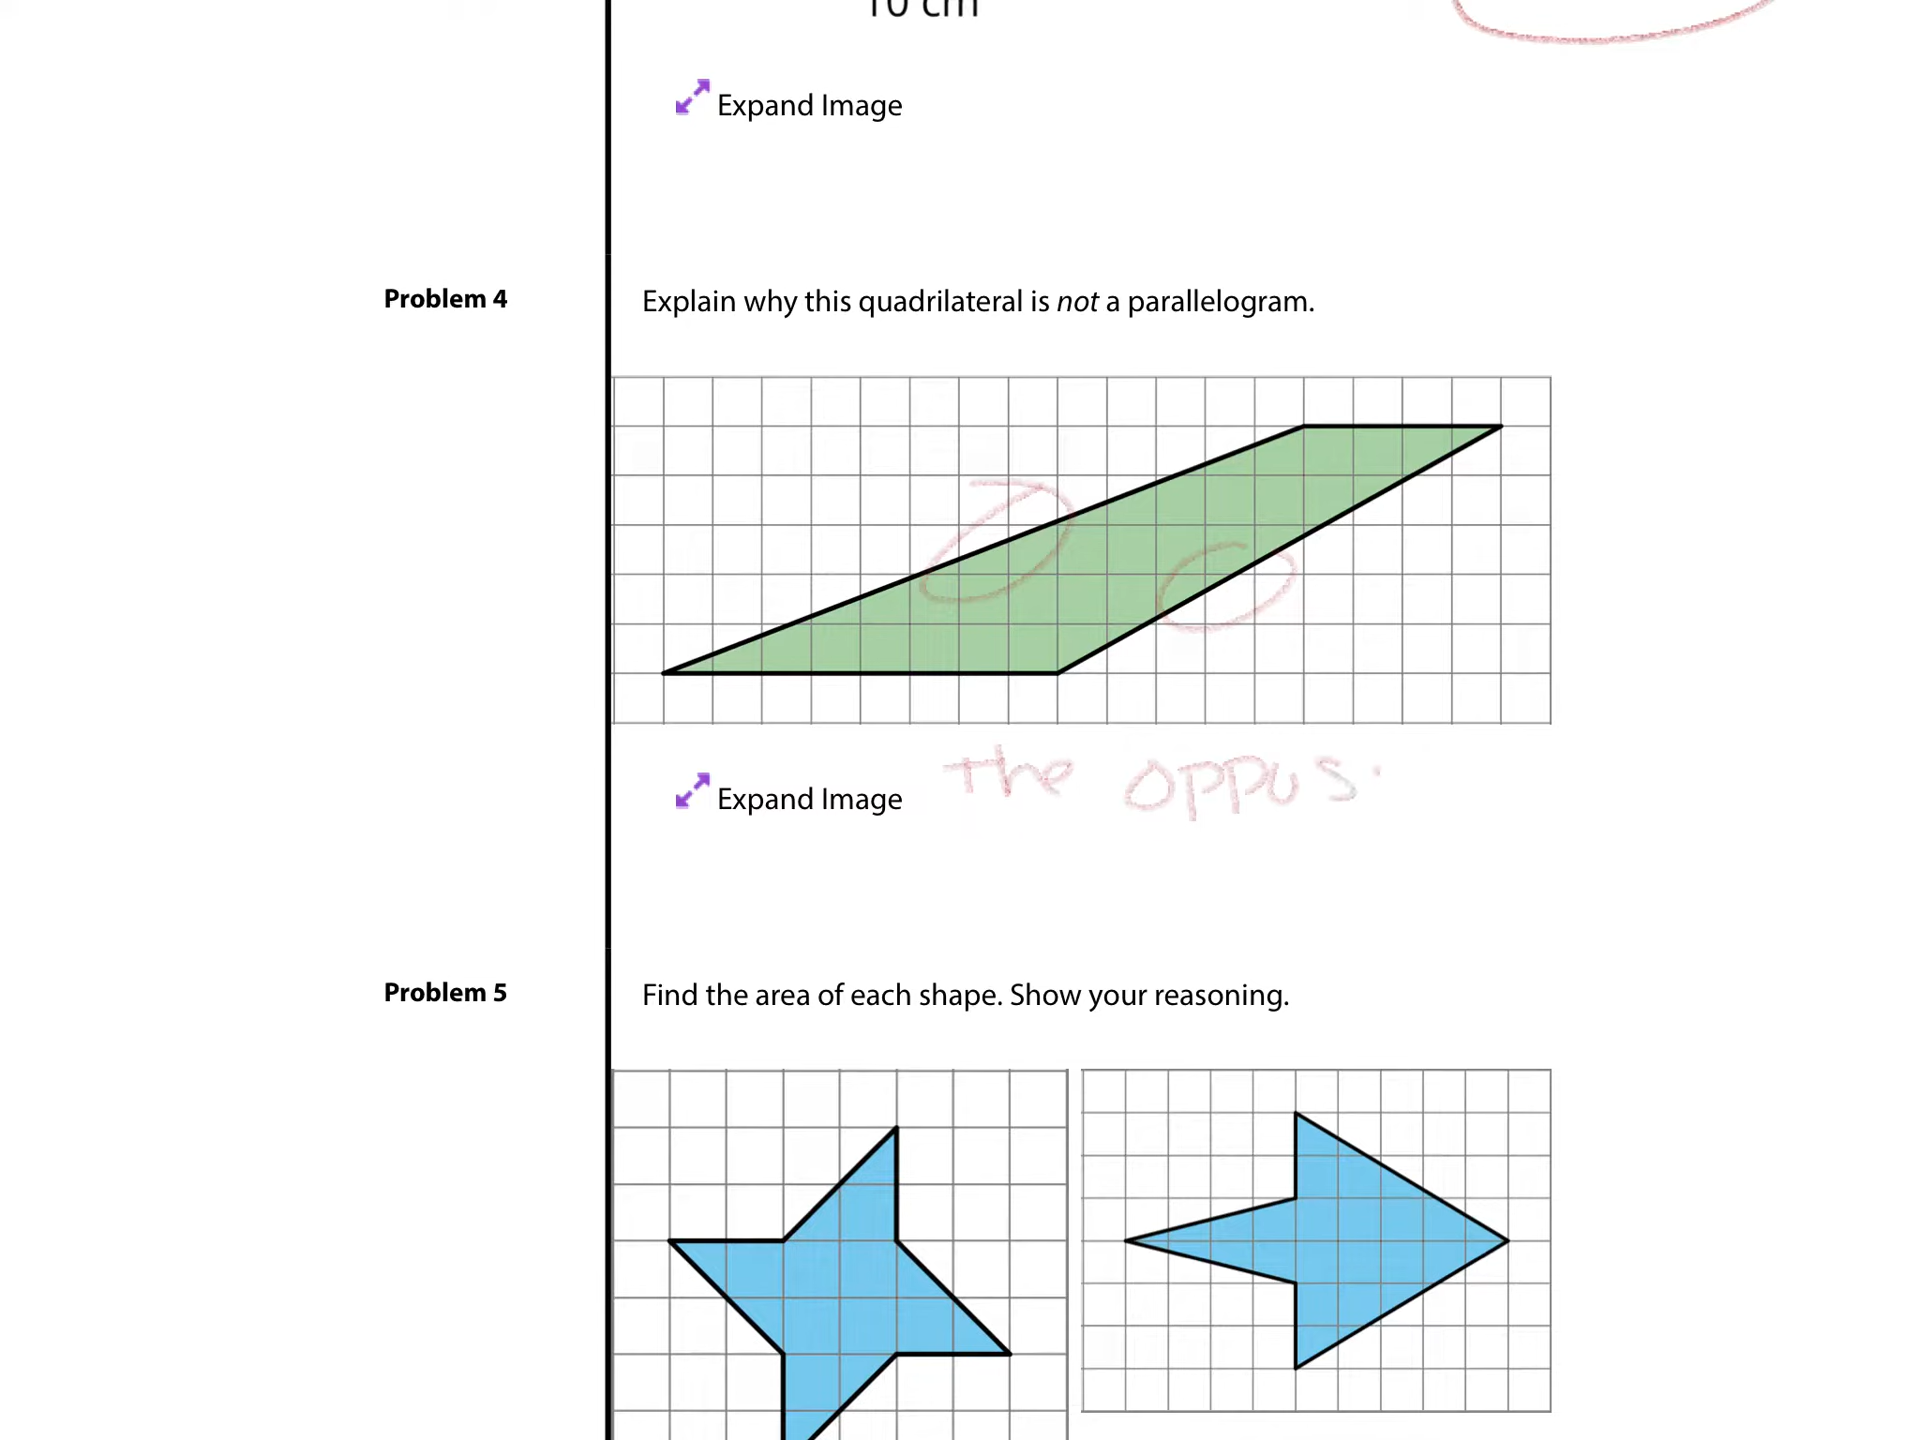 10 cm
Expand Image
Problem 4
Explain why this quadrilateral is not a parallelogram.
the oppus
Expand Image
Problem 5
Find the area of each shape. Show your reasoning.